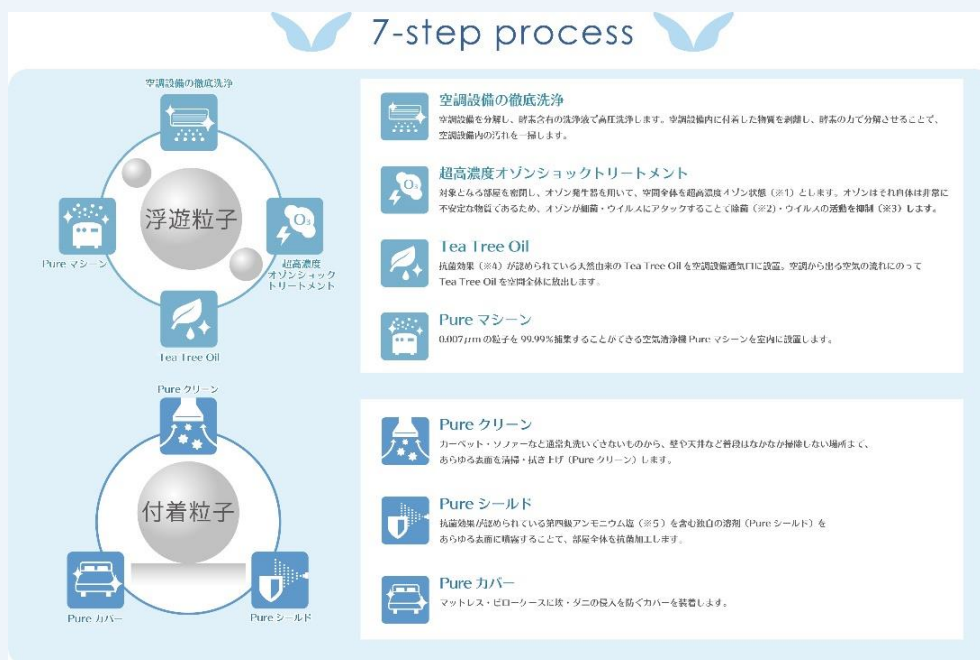 7-step process
空調設備の徹底洗浄
浮遊粒子
Pure マシーン
超高濃度
オゾンショック
トリートメント
Tea Tree Oil
空調設備の徹底洗浄
空調設備を分解し、酵素含有の洗浄液で高圧洗浄します。空調設備内に付着した物質を剥離し、酵素の力で分解させることで、
空調設備内の汚れを一掃します。
超高濃度オゾンショックトリートメント
対象となる部屋を密閉し、オゾン発生器を用いて、空間全体を超高濃度オゾン状態（※1）とします。オゾンはそれ自体は非常に
不安定な物質であるため、オゾンが細菌・ウイルスにアタックすることで除菌（※2）・ウイルスの活動を抑制（※3）します。
O₃
O₃
Tea Tree Oil
抗菌効果（※4）が認められている天然由来の Tea Tree Oil を空調設備通気口に設置。空調から出る空気の流れにのって
Tea Tree Oil を空間全体に放出します。
Pure マシーン
0.007μm の粒子を 99.99%捕集することができる空気清浄機 Pure マシーンを室内に設置します。
Pure クリーン
付着粒子
Pure カバー
Pure シールド
Pure クリーン
カーペット・ソファーなど通常丸洗いできないものから、壁や天井など普段はなかなか掃除しない場所まで、
あらゆる表面を清掃・拭き上げ（Pure クリーン）します。
Pure シールド
抗菌効果が認められている第四級アンモニウム塩（※5）を含む独自の溶剤（Pure シールド）を
あらゆる表面に噴霧することで、部屋全体を抗菌加工します。
Pure カバー
マットレス・ピローケースに埃・ダニの侵入を防ぐカバーを装着します。